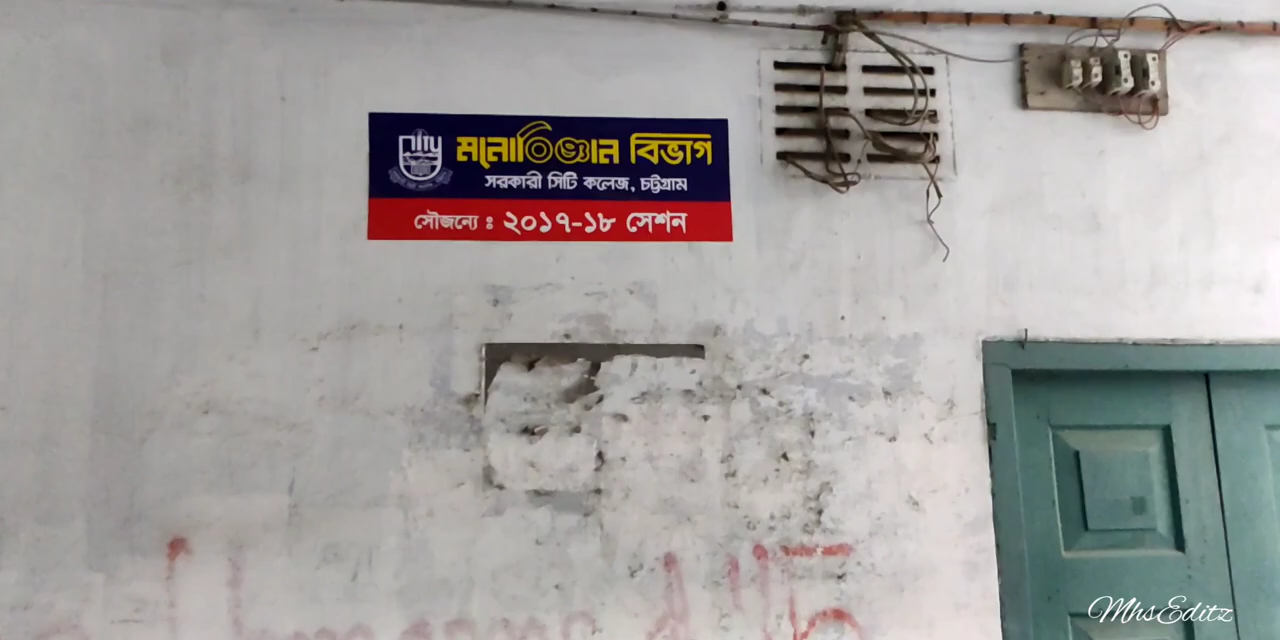 মনোবিজ্ঞান বিভাগ
সরকারী সিটি কলেজ, চট্টগ্রাম
সৌজন্যে ঃ ২০১৭-১৮ সেশন
MhsEditz